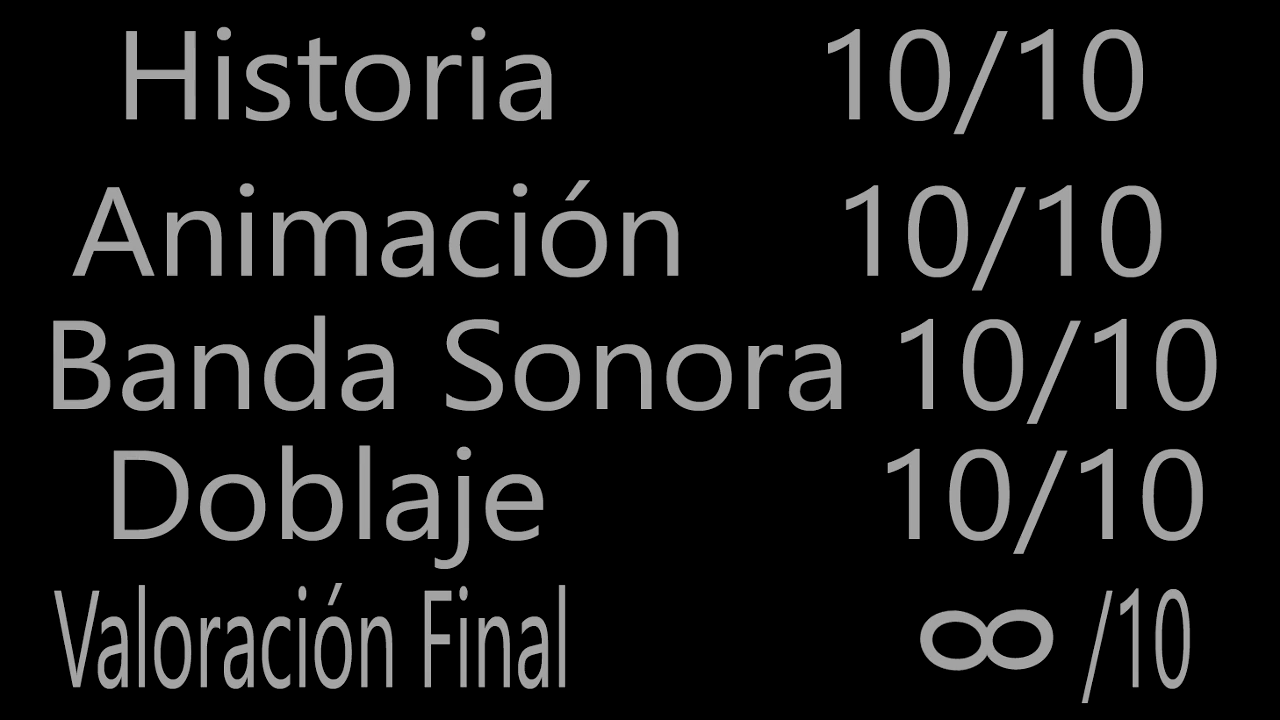 Historia 10/10
Animación 10/10
Banda Sonora 10/10
Doblaje 10/10
Valoración Final ∞/10